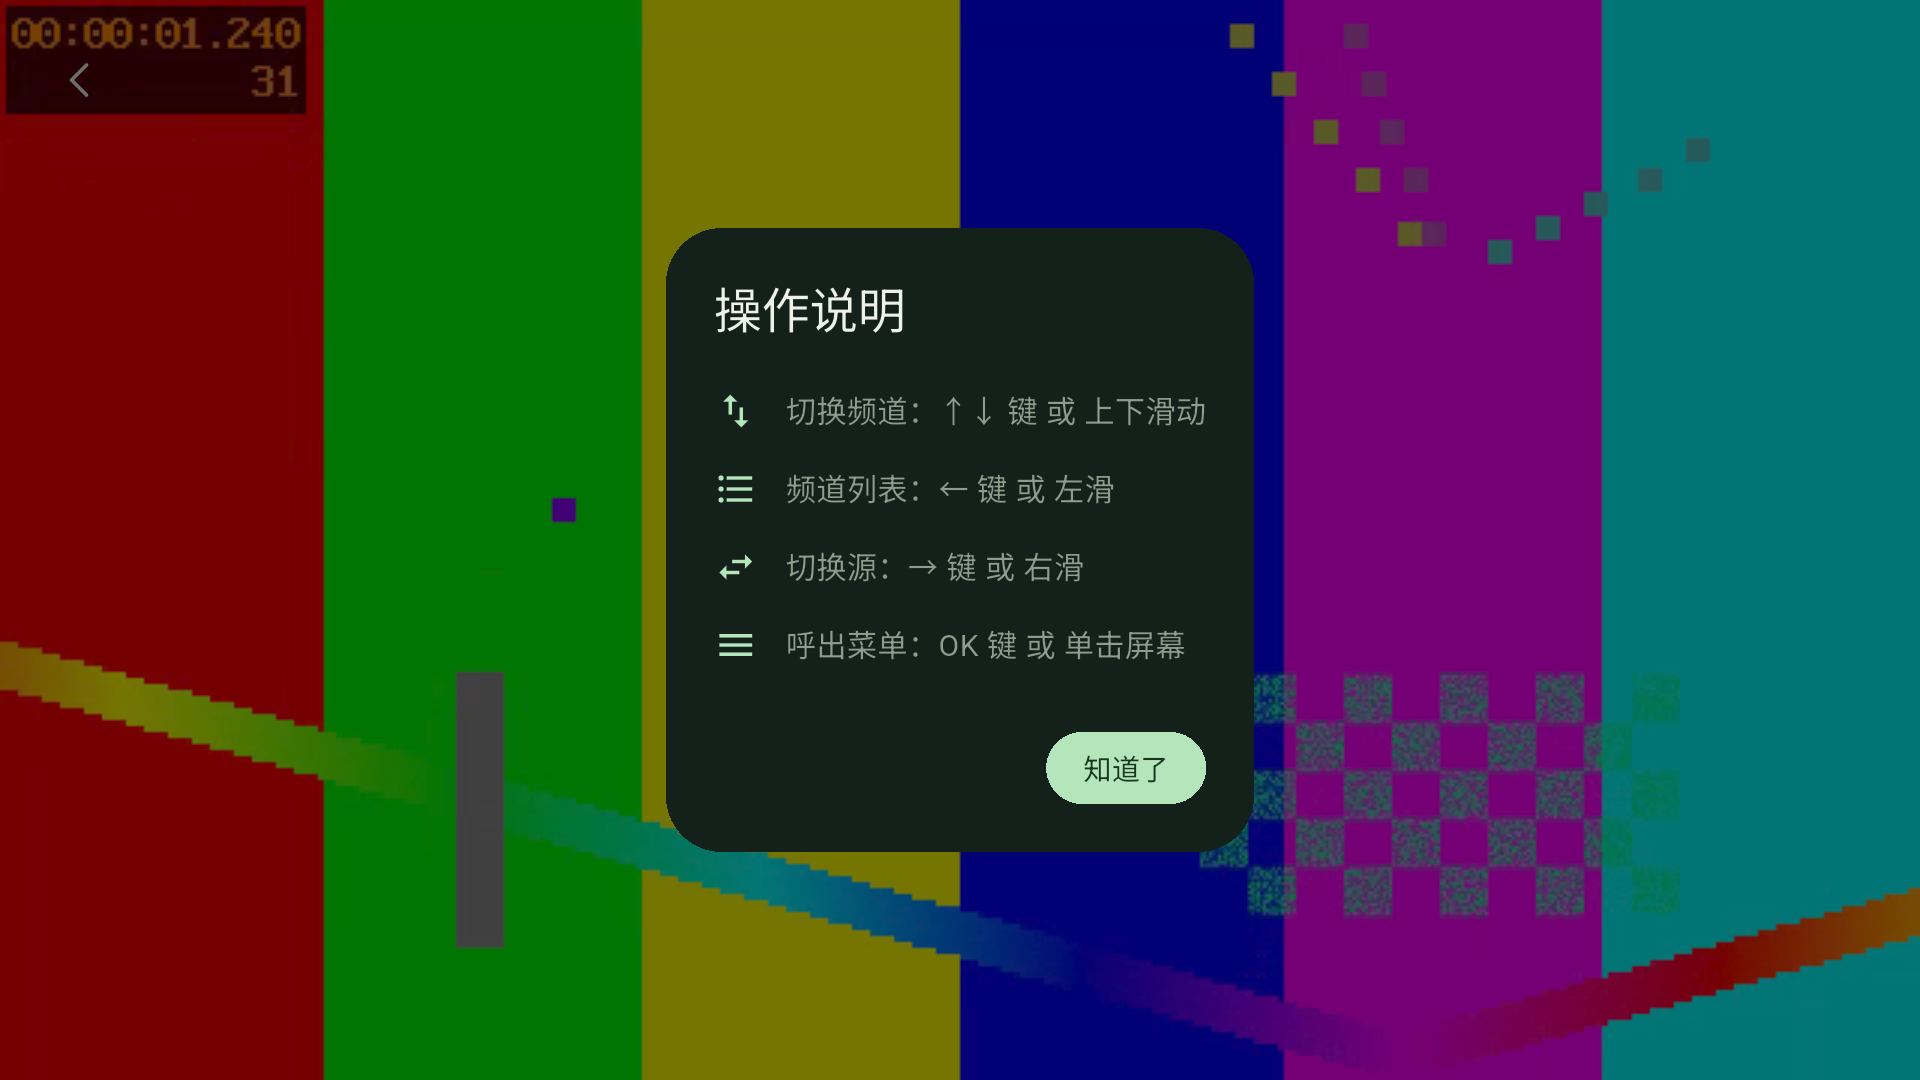 00:00:01.240
31
操作说明
切换频道：↑↓ 键 或 上下滑动
频道列表：← 键 或 左滑
切换源：→ 键 或 右滑
呼出菜单：OK 键 或 单击屏幕
知道了